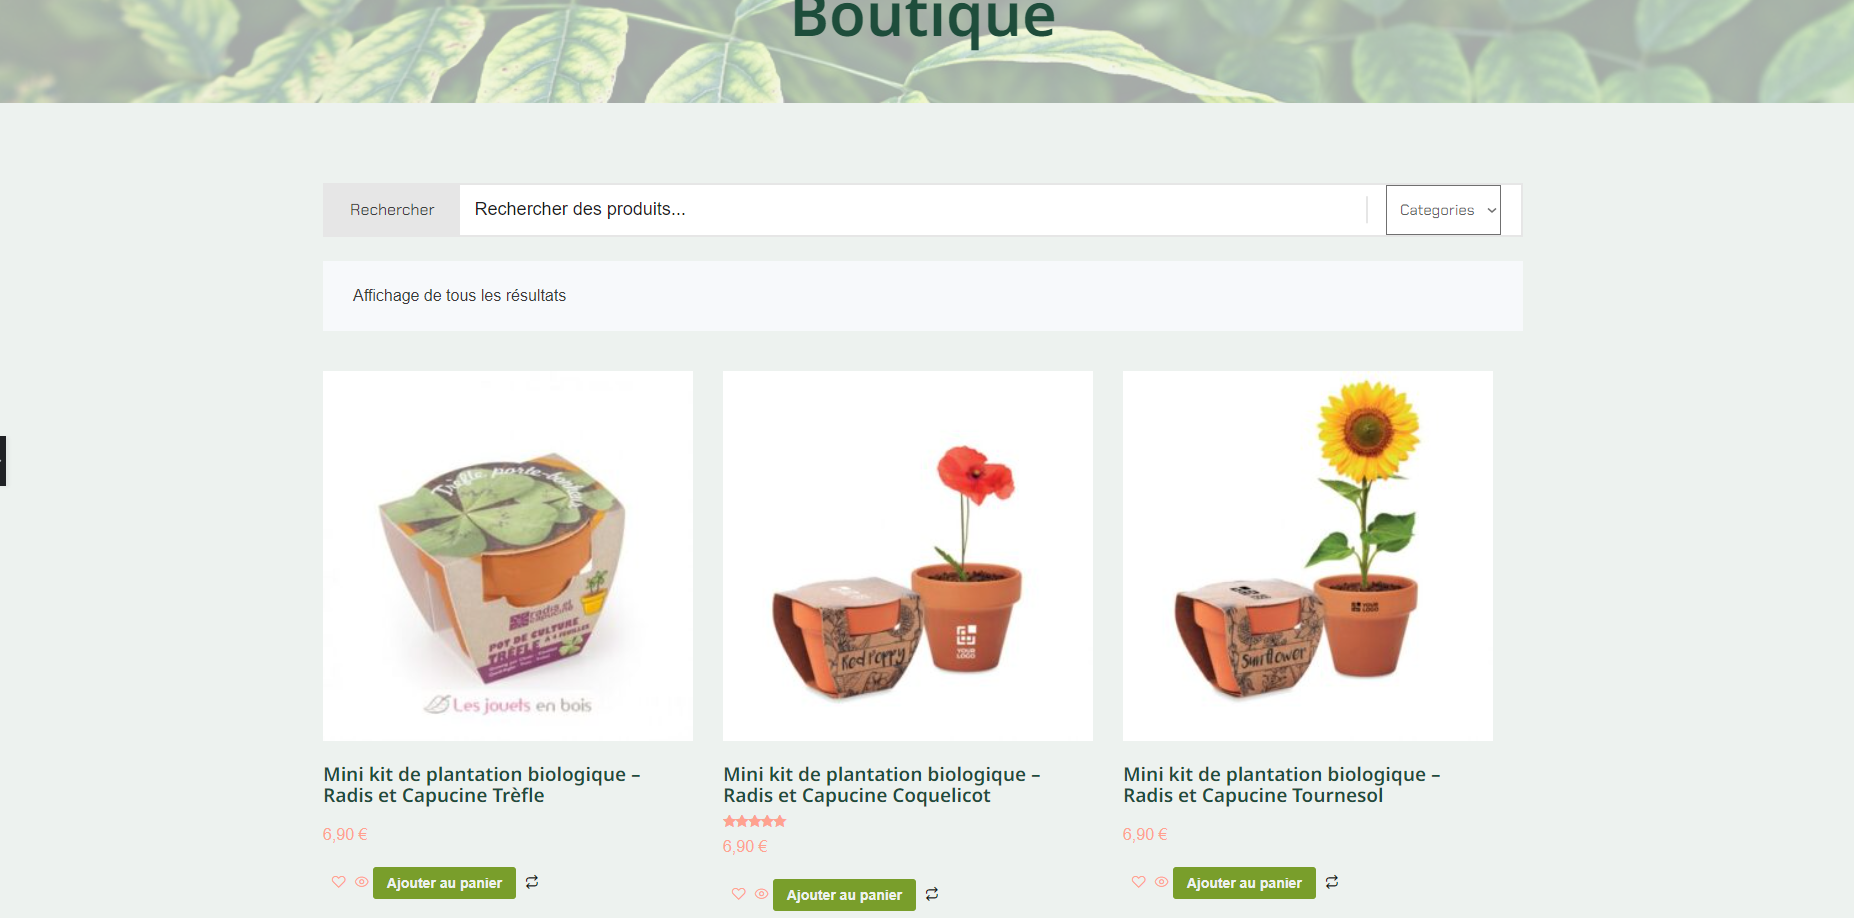 Boutique
Rechercher
Rechercher des produits...
Categories
Affichage de tous les résultats
Trèfle, porte-bonheur
radis et
capucine
POT DE CULTURE
TRÈFLE À 4 FEUILLES
Les jouets en bois
Red Poppy
YOUR
LOGO
Sunflower
YOUR
LOGO
Mini kit de plantation biologique –
Radis et Capucine Trèfle
6,90 €
Ajouter au panier
Mini kit de plantation biologique –
Radis et Capucine Coquelicot
6,90 €
Ajouter au panier
Mini kit de plantation biologique –
Radis et Capucine Tournesol
6,90 €
Ajouter au panier